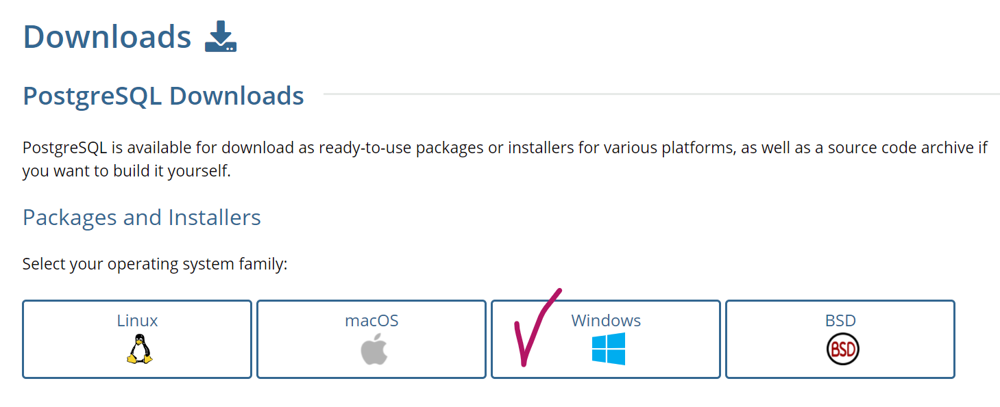 Downloads
PostgreSQL Downloads
PostgreSQL is available for download as ready-to-use packages or installers for various platforms, as well as a source code archive if
you want to build it yourself.
Packages and Installers
Select your operating system family:
Linux
macOS
Windows
BSD
BSD